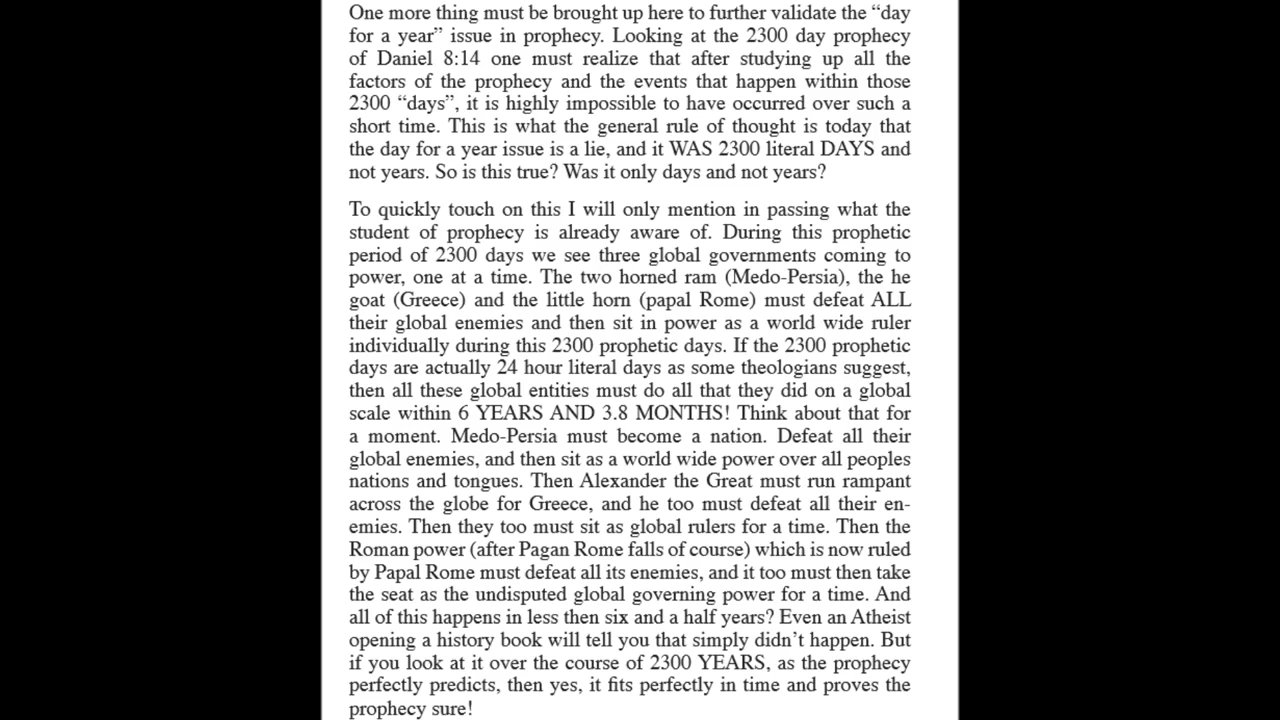 One more thing must be brought up here to further validate the “day
for a year” issue in prophecy. Looking at the 2300 day prophecy
of Daniel 8:14 one must realize that after studying up all the
factors of the prophecy and the events that happen within those
2300 “days”, it is highly impossible to have occurred over such a
short time. This is what the general rule of thought is today that
the day for a year issue is a lie, and it WAS 2300 literal DAYS and
not years. So is this true? Was it only days and not years?
To quickly touch on this I will only mention in passing what the
student of prophecy is already aware of. During this prophetic
period of 2300 days we see three global governments coming to
power, one at a time. The two horned ram (Medo-Persia), the he
goat (Greece) and the little horn (papal Rome) must defeat ALL
their global enemies and then sit in power as a world wide ruler
individually during this 2300 prophetic days. If the 2300 prophetic
days are actually 24 hour literal days as some theologians suggest,
then all these global entities must do all that they did on a global
scale within 6 YEARS AND 3.8 MONTHS! Think about that for
a moment. Medo-Persia must become a nation. Defeat all their
global enemies, and then sit as a world wide power over all peoples
nations and tongues. Then Alexander the Great must run rampant
across the globe for Greece, and he too must defeat all their en-
emies. Then they too must sit as global rulers for a time. Then the
Roman power (after Pagan Rome falls of course) which is now ruled
by Papal Rome must defeat all its enemies, and it too must then take
the seat as the undisputed global governing power for a time. And
all of this happens in less then six and a half years? Even an Atheist
opening a history book will tell you that simply didn’t happen. But
if you look at it over the course of 2300 YEARS, as the prophecy
perfectly predicts, then yes, it fits perfectly in time and proves the
prophecy sure!